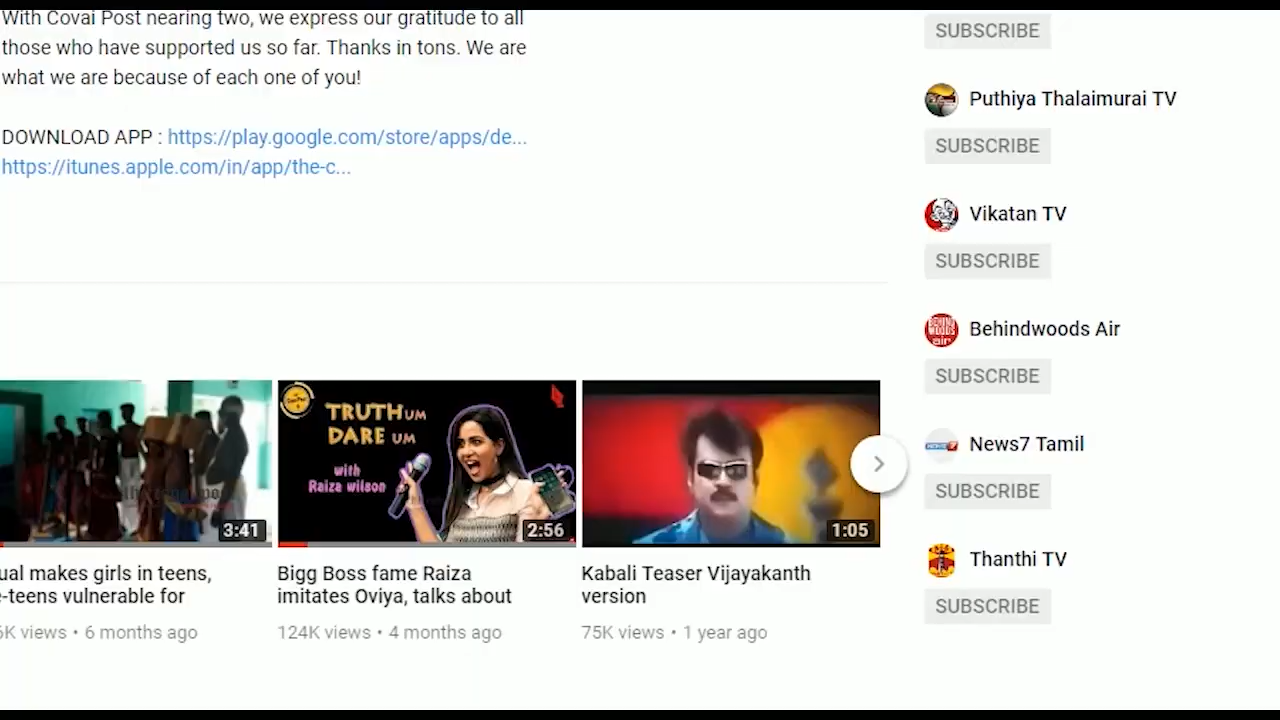 With Covai Post nearing two, we express our gratitude to all
those who have supported us so far. Thanks in tons. We are
what we are because of each one of you!
DOWNLOAD APP : https://play.google.com/store/apps/de...
https://itunes.apple.com/in/app/the-c...
3:41
ual makes girls in teens,
-teens vulnerable for
6K views • 6 months ago
TRUTH UM
DARE UM
with
Raiza wilson
2:56
Bigg Boss fame Raiza
imitates Oviya, talks about
124K views • 4 months ago
1:05
Kabali Teaser Vijayakanth
version
75K views • 1 year ago
SUBSCRIBE
Puthiya Thalaimurai TV
SUBSCRIBE
Vikatan TV
SUBSCRIBE
BEHIND
WOODS
air
Behindwoods Air
SUBSCRIBE
News7 Tamil
SUBSCRIBE
Thanthi TV
SUBSCRIBE